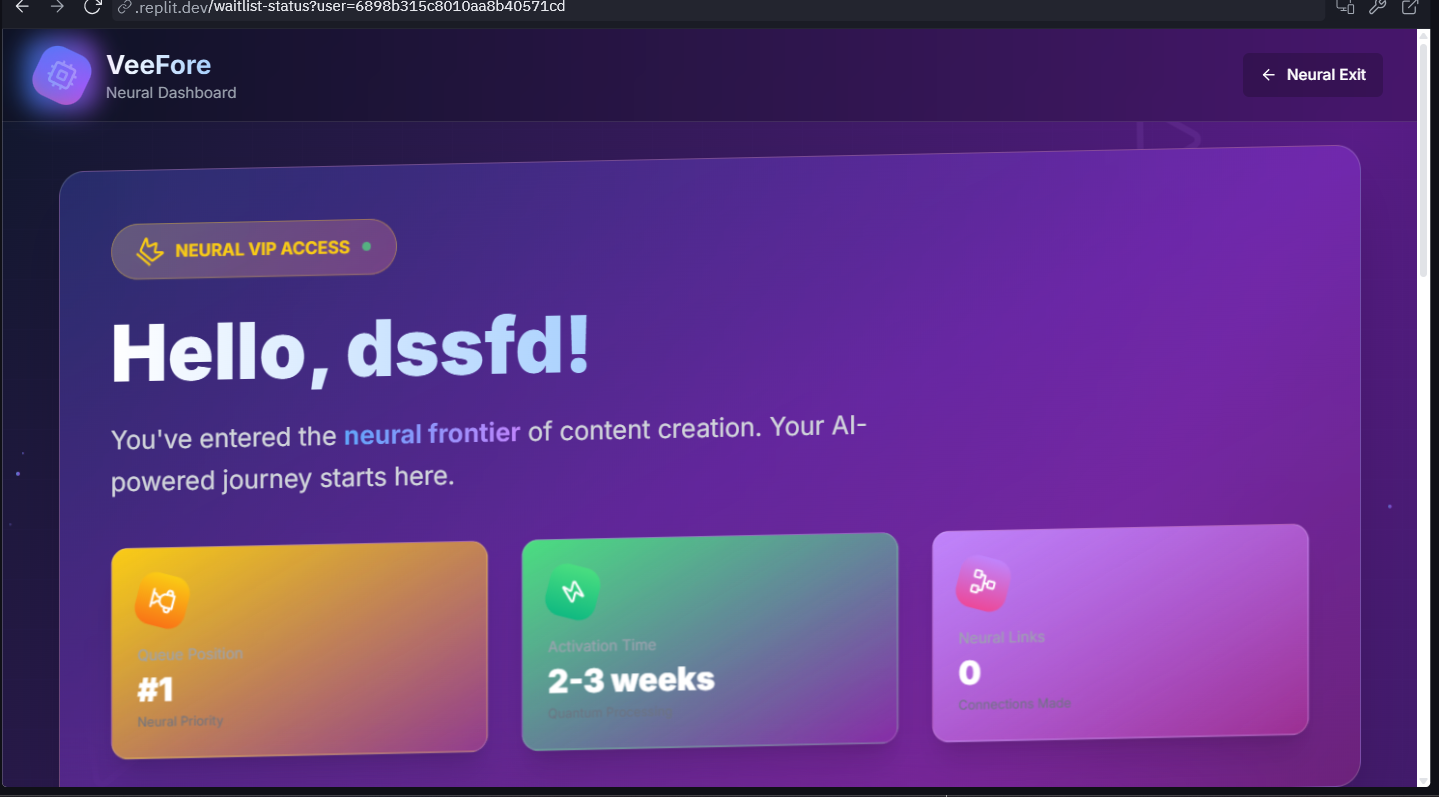 .replit.dev/waitlist-status?user=6898b315c8010aa8b40571cd
VeeFore
Neural Dashboard
← Neural Exit
NEURAL VIP ACCESS
Hello, dssfd!
You've entered the neural frontier of content creation. Your AI-
powered journey starts here.
Queue Position
#1
Neural Priority
Activation Time
2-3 weeks
Quantum
Neural Links
0
Connections Made